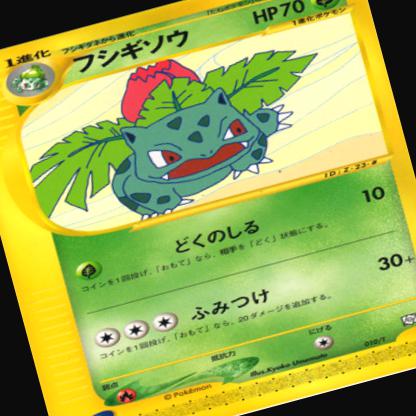 1進化 フシギダネから進化
フシギソウ HP70
1進化ポケモン
ID:Z-23-#
どくのしる 10
コインを1回投げ、「おもて」なら、相手を「どく」状態にする。
ふみつけ 30+
コインを1回投げ、「おもて」なら、20ダメージを追加する。
弱点 抵抗力 にげる
010/T
Illus.Kyoko Umemoto
© Pokémon